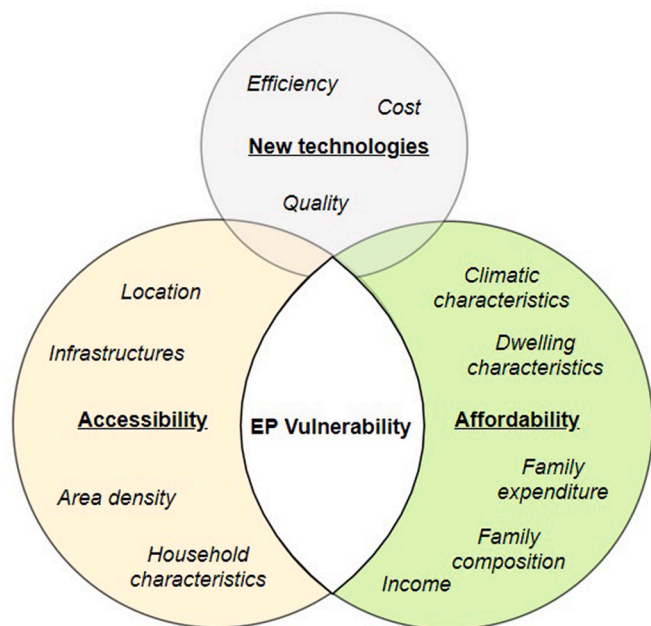 Efficiency
Cost
New technologies
Quality
Location
Infrastructures
Accessibility
Area density
Household
characteristics
EP Vulnerability
Climatic
characteristics
Dwelling
characteristics
Affordability
Family
expenditure
Family
composition
Income